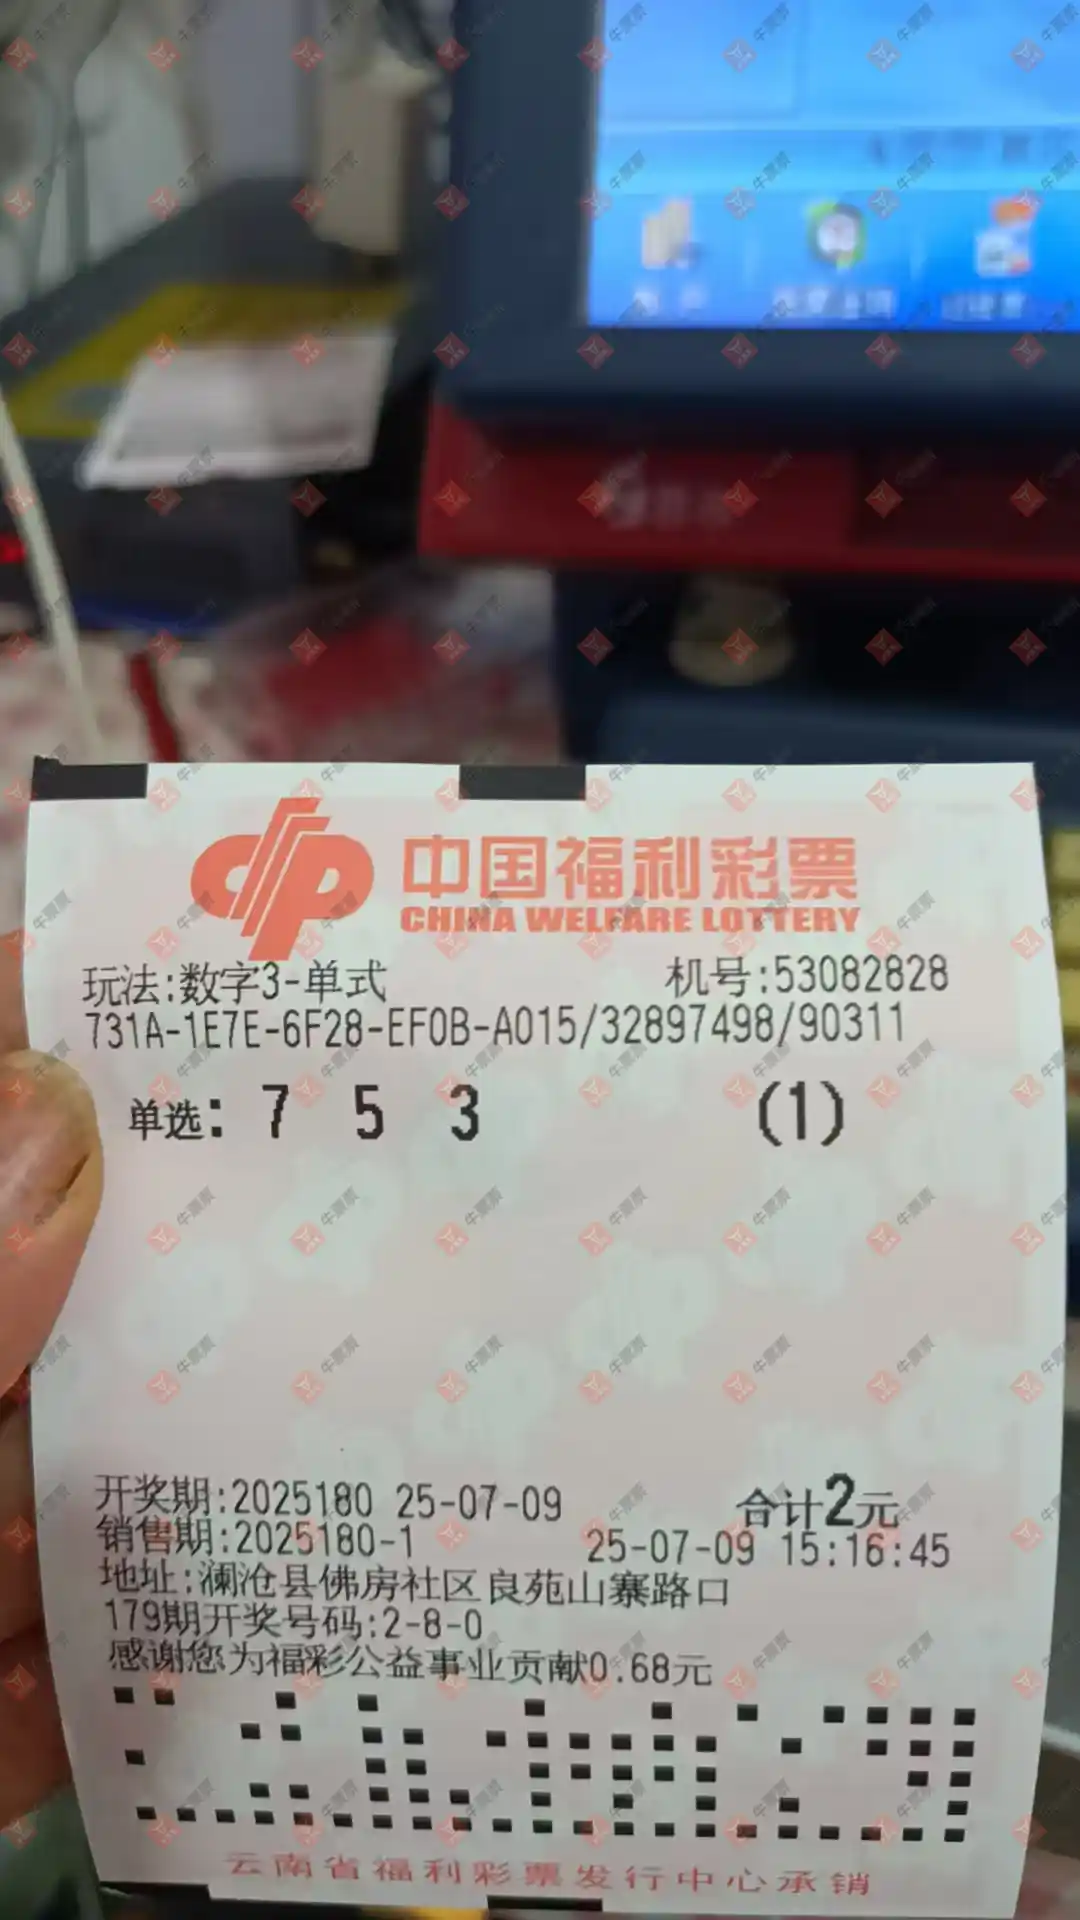 中国福利彩票
CHINA WELFARE LOTTERY
玩法:数字3-单式 机号:53082828
731A-1E7E-6F28-EF0B-A015/32897498/90311
单选: 7 5 3 (1)
开奖期:2025180 25-07-09 合计2元
销售期:2025180-1 25-07-09 15:16:45
地址:澜沧县佛房社区良苑山寨路口
179期开奖号码:2-8-0
感谢您为福彩公益事业贡献0.68元
云南省福利彩票发行中心承销
牛票票